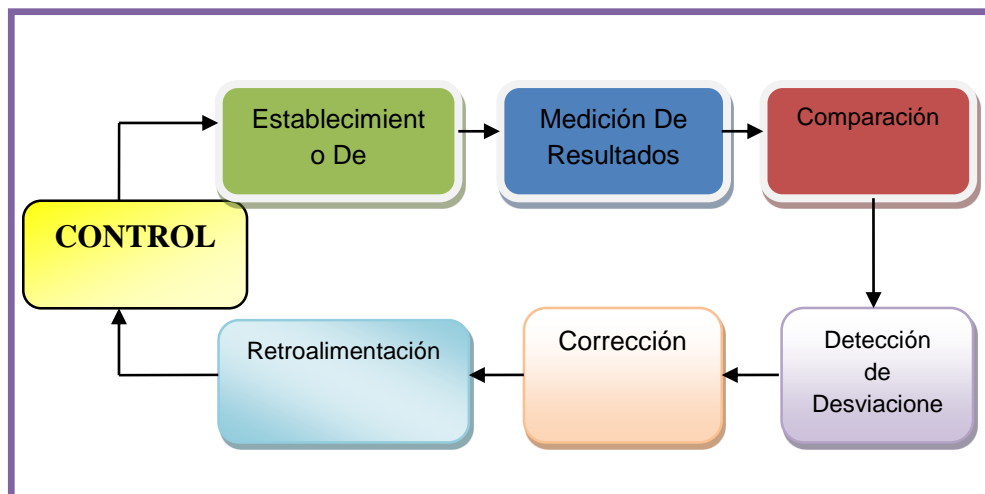 Establecimient
o De
Medición De
Resultados
Comparación
CONTROL
Retroalimentación
Corrección
Detección
de
Desviacione